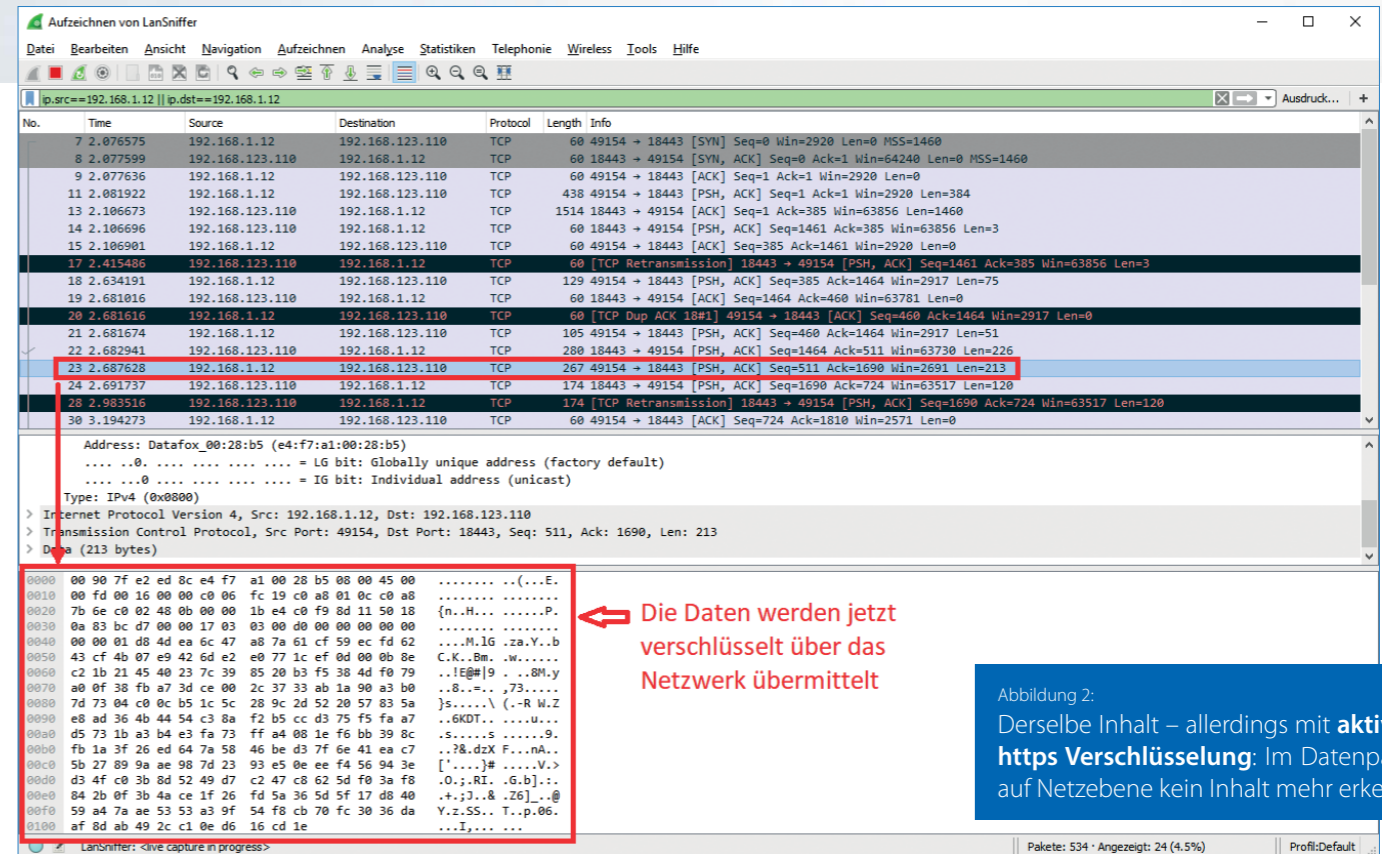 Aufzeichnen von LanSniffer
Datei Bearbeiten Ansicht Navigation Aufzeichnen Analyse Statistiken Telephonie Wireless Tools Hilfe
ip.src==192.168.1.12 || ip.dst==192.168.1.12 Ausdruck… +
No. Time Source Destination Protocol Length Info
7 2.076575 192.168.1.12 192.168.123.110 TCP 60 49154 → 18443 [SYN] Seq=0 Win=2920 Len=0 MSS=1460
8 2.077599 192.168.123.110 192.168.1.12 TCP 60 18443 → 49154 [SYN, ACK] Seq=0 Ack=1 Win=64240 Len=0 MSS=1460
9 2.077636 192.168.1.12 192.168.123.110 TCP 60 49154 → 18443 [ACK] Seq=1 Ack=1 Win=2920 Len=0
11 2.081922 192.168.1.12 192.168.123.110 TCP 438 49154 → 18443 [PSH, ACK] Seq=1 Ack=1 Win=2920 Len=384
13 2.106673 192.168.123.110 192.168.1.12 TCP 1514 18443 → 49154 [ACK] Seq=1 Ack=385 Win=63856 Len=1460
14 2.106696 192.168.123.110 192.168.1.12 TCP 60 18443 → 49154 [PSH, ACK] Seq=1461 Ack=385 Win=63856 Len=3
15 2.106901 192.168.1.12 192.168.123.110 TCP 60 49154 → 18443 [ACK] Seq=385 Ack=1461 Win=2920 Len=0
17 2.415486 192.168.123.110 192.168.1.12 TCP 60 [TCP Retransmission] 18443 → 49154 [PSH, ACK] Seq=1461 Ack=385 Win=63856 Len=3
18 2.634191 192.168.1.12 192.168.123.110 TCP 129 49154 → 18443 [PSH, ACK] Seq=385 Ack=1464 Win=2917 Len=75
19 2.681016 192.168.123.110 192.168.1.12 TCP 60 18443 → 49154 [ACK] Seq=1464 Ack=460 Win=63781 Len=0
20 2.681616 192.168.1.12 192.168.123.110 TCP 60 [TCP Dup ACK 18#1] 49154 → 18443 [ACK] Seq=460 Ack=1464 Win=2917 Len=0
21 2.681674 192.168.1.12 192.168.123.110 TCP 105 49154 → 18443 [PSH, ACK] Seq=460 Ack=1464 Win=2917 Len=51
22 2.682941 192.168.123.110 192.168.1.12 TCP 280 18443 → 49154 [PSH, ACK] Seq=1464 Ack=511 Win=63730 Len=226
23 2.687628 192.168.1.12 192.168.123.110 TCP 267 49154 → 18443 [PSH, ACK] Seq=511 Ack=1690 Win=2691 Len=213
24 2.691737 192.168.123.110 192.168.1.12 TCP 174 18443 → 49154 [PSH, ACK] Seq=1690 Ack=724 Win=63517 Len=120
28 2.983516 192.168.123.110 192.168.1.12 TCP 174 [TCP Retransmission] 18443 → 49154 [PSH, ACK] Seq=1690 Ack=724 Win=63517 Len=120
30 3.194273 192.168.1.12 192.168.123.110 TCP 60 49154 → 18443 [ACK] Seq=724 Ack=1810 Win=2571 Len=0
Address: Datafox_00:28:b5 (e4:f7:a1:00:28:b5)
.... ..0. .... .... .... .... = LG bit: Globally unique address (factory default)
.... ...0 .... .... .... .... = IG bit: Individual address (unicast)
Type: IPv4 (0x0800)
> Internet Protocol Version 4, Src: 192.168.1.12, Dst: 192.168.123.110
> Transmission Control Protocol, Src Port: 49154, Dst Port: 18443, Seq: 511, Ack: 1690, Len: 213
> Data (213 bytes)
0000 00 90 7f e2 ed 8c e4 f7 a1 00 28 b5 08 00 45 00 ........ ..(...E.
0010 00 fd 00 16 00 00 c0 06 fc 19 c0 a8 01 0c c0 a8 ........ ........
0020 7b 6e c0 02 48 0b 00 00 1b e4 c0 f9 8d 11 50 18 {n..H... ......P.
0030 0a 83 bc d7 00 00 17 03 03 00 d0 00 00 00 00 00 ........ ........
0040 00 00 01 d8 4d ea 6c 47 a8 7a 61 cf 59 ec fd 62 ....M.lG .za.Y..b
0050 43 cf 4b 07 e9 42 6d e2 e0 77 1c ef 0d 00 0b 8e C.K..Bm. .w......
0060 c2 1b 21 45 40 23 7c 39 85 20 b3 f5 38 4d f0 79 ..!E@#|9 . ..8M.y
0070 a0 0f 38 fb a7 3d ce 00 2c 37 33 ab 1a 90 a3 b0 ..8..=.. ,73.....
0080 7d 73 04 c0 0c b5 1c 5c 28 9c 2d 52 20 57 83 5a }s.....\ (.-R W.Z
0090 e8 ad 36 4b 44 54 c3 8a f2 b5 cc d3 75 f5 fa a7 ..6KDT.. ....u...
00a0 d5 73 1b a3 b4 e3 fa 73 ff a4 08 1e f6 bb 39 8c .s.....s ......9.
00b0 fb 1a 3f 26 ed 64 7a 58 46 be d3 7f 6e 41 ea c7 ..?&.dzX F...nA..
00c0 5b 27 89 9a ae 98 7d 23 93 e5 0e ee f4 56 94 3e ['....}# .....V.>
00d0 d3 4f c0 3b 8d 52 49 d7 c2 47 c8 62 5d f0 3a f8 .O.;.RI. .G.b].:.
00e0 84 2b 0f 3b 4a ce 1f 26 fd 5a 36 5d 5f 17 d8 40 .+.;J..& .Z6]_..@
00f0 59 a4 7a ae 53 53 a3 9f 54 f8 cb 70 fc 30 36 da Y.z.SS.. T..p.06.
0100 af 8d ab 49 2c c1 0e d6 16 cd 1e ...I,... ...
Die Daten werden jetzt
verschlüsselt über das
Netzwerk übermittelt
Abbildung 2:
Derselbe Inhalt – allerdings mit
https Verschlüsselung: Im
auf Netzebene kein Inhalt mehr
LanSniffer: <live capture in progress> Pakete: 534 · Angezeigt: 24 (4.5%) Profil:Default